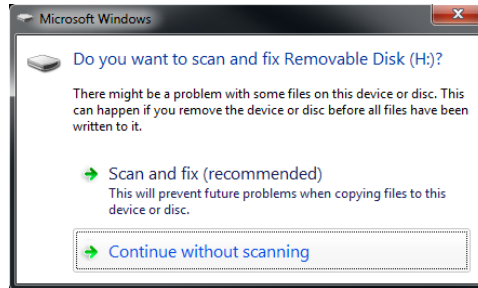 Microsoft Windows
Do you want to scan and fix Removable Disk (H:)?
There might be a problem with some files on this device or disc. This
can happen if you remove the device or disc before all files have been
written to it.
Scan and fix (recommended)
This will prevent future problems when copying files to this
device or disc.
Continue without scanning